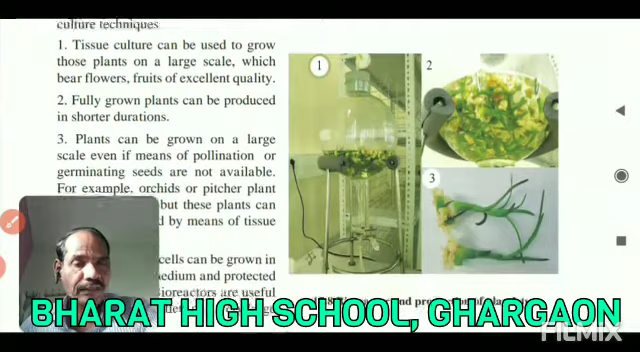 culture techniques
1. Tissue culture can be used to grow
those plants on a large scale, which
bear flowers, fruits of excellent quality.
2. Fully grown plants can be produced
in shorter durations.
3. Plants can be grown on a large
scale even if means of pollination or
germinating seeds are not available.
For example, orchids or pitcher plant
but these plants can
by means of tissue
cells can be grown in
medium and protected
Bioreactors are useful
1
2
3
BHARAT HIGH SCHOOL, GHARGAON
FILMIX